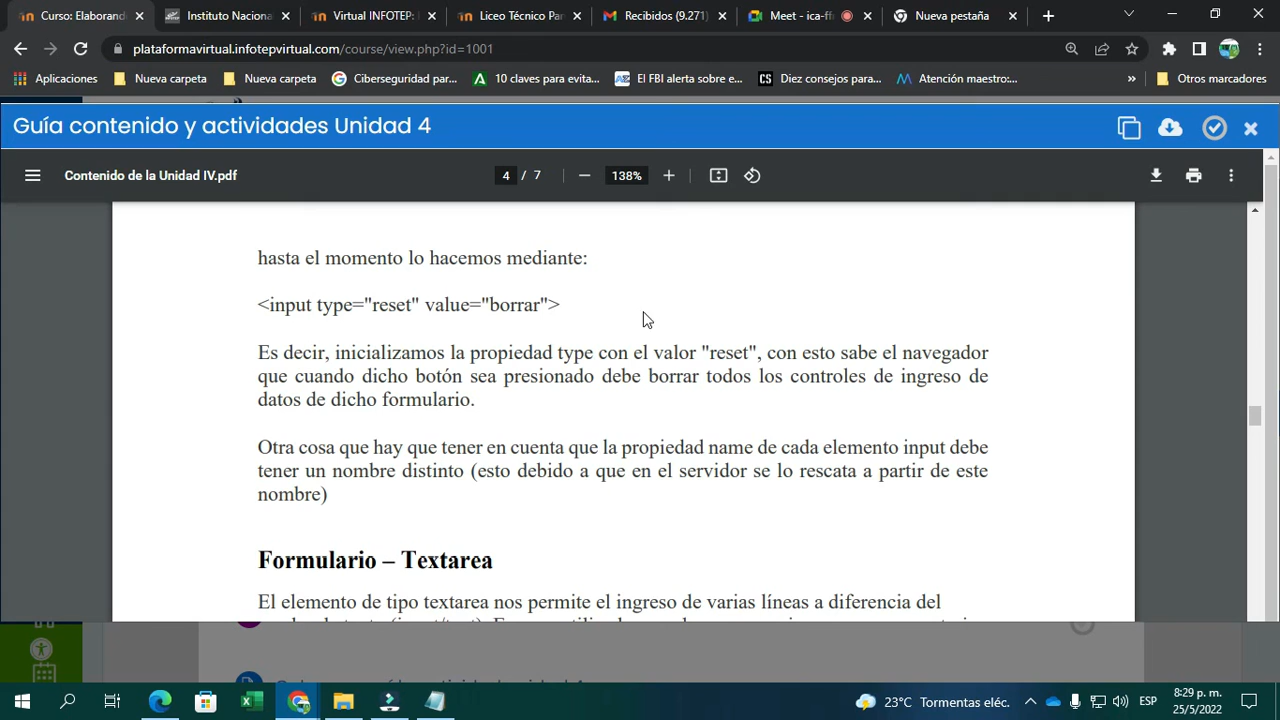 Curso: Elaborando
Instituto Naciona
Virtual INFOTEP:
Liceo Técnico Par
Recibidos (9.271)
Meet - ica-ff
Nueva pestaña
plataformavirtual.infotepvirtual.com/course/view.php?id=1001
Aplicaciones
Nueva carpeta
Nueva carpeta
Ciberseguridad par...
10 claves para evita...
El FBI alerta sobre e...
Diez consejos para...
Atención maestro:...
»
Otros marcadores
Guía contenido y actividades Unidad 4
Contenido de la Unidad IV.pdf
4 / 7
138%
hasta el momento lo hacemos mediante:
<input type="reset" value="borrar">
Es decir, inicializamos la propiedad type con el valor "reset", con esto sabe el navegador
que cuando dicho botón sea presionado debe borrar todos los controles de ingreso de
datos de dicho formulario.
Otra cosa que hay que tener en cuenta que la propiedad name de cada elemento input debe
tener un nombre distinto (esto debido a que en el servidor se lo rescata a partir de este
nombre)
Formulario – Textarea
El elemento de tipo textarea nos permite el ingreso de varias líneas a diferencia del
23°C Tormentas eléc.
ESP
8:29 p. m.
25/5/2022